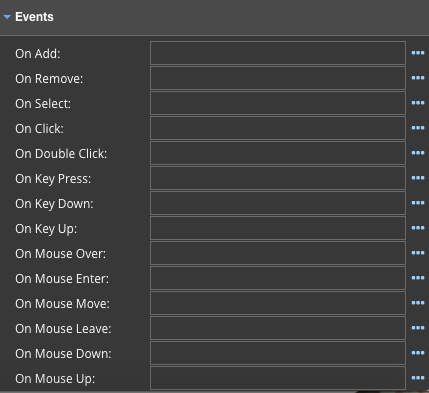 Events
On Add:
On Remove:
On Select:
On Click:
On Double Click:
On Key Press:
On Key Down:
On Key Up:
On Mouse Over:
On Mouse Enter:
On Mouse Move:
On Mouse Leave:
On Mouse Down:
On Mouse Up: